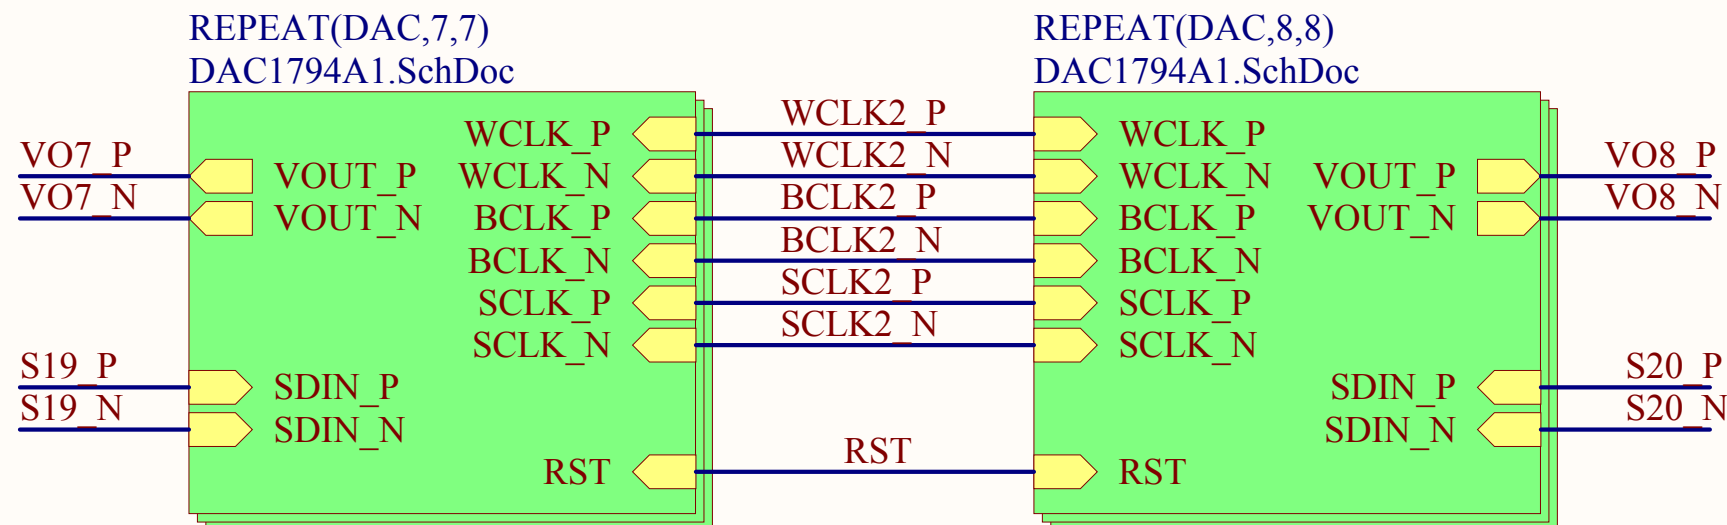 REPEAT(DAC,7,7)
DAC1794A1.SchDoc
VO7_P
VO7_N
S19_P
S19_N
VOUT_P
VOUT_N
SDIN_P
SDIN_N
WCLK_P
WCLK_N
BCLK_P
BCLK_N
SCLK_P
SCLK_N
RST
WCLK2_P
WCLK2_N
BCLK2_P
BCLK2_N
SCLK2_P
SCLK2_N
RST
REPEAT(DAC,8,8)
DAC1794A1.SchDoc
WCLK_P
WCLK_N
BCLK_P
BCLK_N
SCLK_P
SCLK_N
RST
VOUT_P
VOUT_N
SDIN_P
SDIN_N
VO8_P
VO8_N
S20_P
S20_N